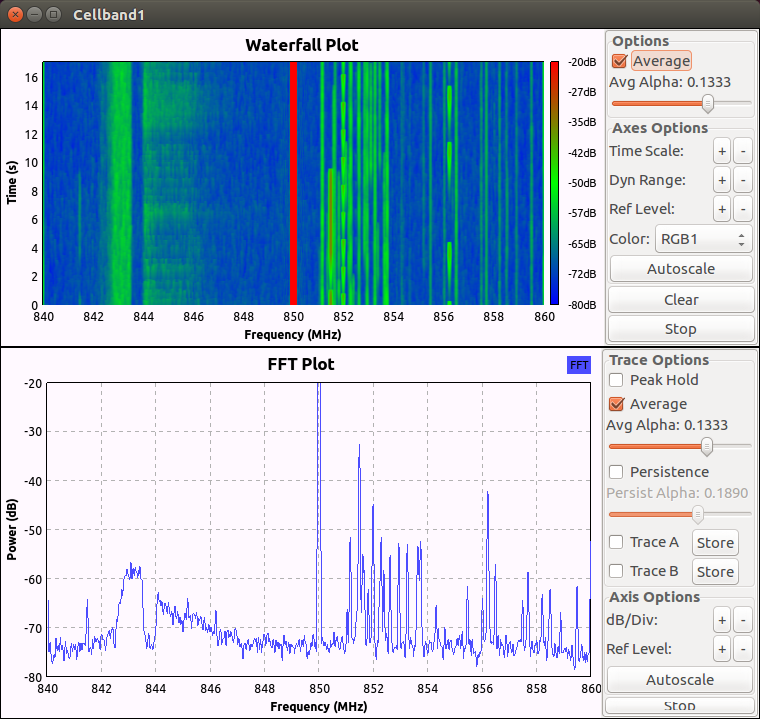 Cellband1
Waterfall Plot
Time (s)
16
14
12
10
8
6
4
2
0
840 842 844 846 848 850 852 854 856 858 860
Frequency (MHz)
-20dB
-27dB
-35dB
-42dB
-50dB
-57dB
-65dB
-72dB
-80dB
Options
Average
Avg Alpha: 0.1333
Axes Options
Time Scale: + -
Dyn Range: + -
Ref Level: + -
Color: RGB1
Autoscale
Clear
Stop
FFT Plot
FFT
Power (dB)
-20
-30
-40
-50
-60
-70
-80
840 842 844 846 848 850 852 854 856 858 860
Frequency (MHz)
Trace Options
Peak Hold
Average
Avg Alpha: 0.1333
Persistence
Persist Alpha: 0.1890
Trace A Store
Trace B Store
Axis Options
dB/Div: + -
Ref Level: + -
Autoscale
Stop